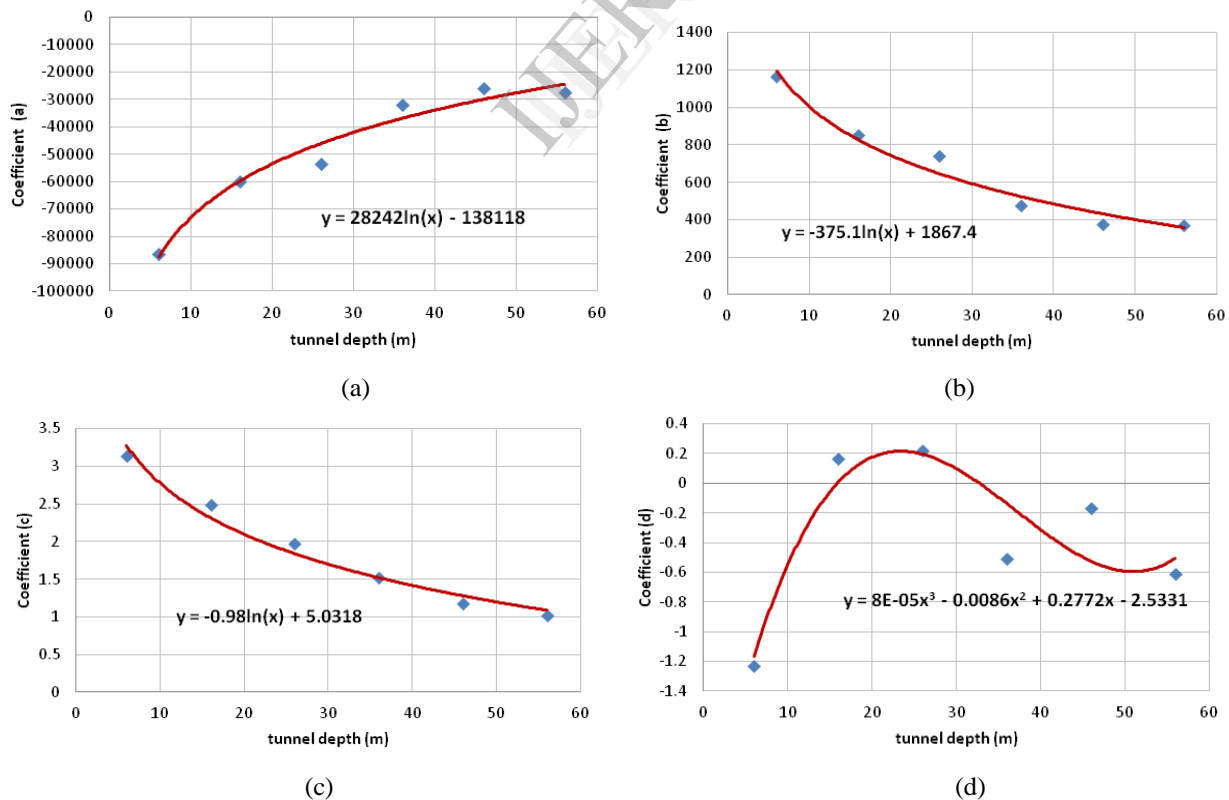 IJER
0
-10000
-20000
-30000
-40000
-50000
-60000
-70000
-80000
-90000
-100000
Coefficient (a)
y = 28242ln(x) - 138118
0 10 20 30 40 50 60
tunnel depth (m)
(a)
1400
1200
1000
800
600
400
200
0
Coefficient (b)
y = -375.1ln(x) + 1867.4
0 10 20 30 40 50 60
tunnel depth (m)
(b)
3.5
3
2.5
2
1.5
1
0.5
0
Coefficient (c)
y = -0.98ln(x) + 5.0318
0 10 20 30 40 50 60
tunnel depth (m)
(c)
0.4
0.2
0
-0.2
-0.4
-0.6
-0.8
-1
-1.2
-1.4
Coefficient (d)
y = 8E-05x³ - 0.0086x² + 0.2772x - 2.5331
0 10 20 30 40 50 60
tunnel depth (m)
(d)